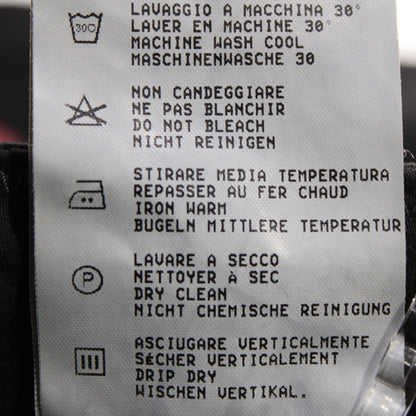 LAVAGGIO A MACCHINA 30°
LAVER EN MACHINE 30°
MACHINE WASH COOL
MASCHINENWASCHE 30
NON CANDEGGIARE
NE PAS BLANCHIR
DO NOT BLEACH
NICHT REINIGEN
STIRARE MEDIA TEMPERATURA
REPASSER AU FER CHAUD
IRON WARM
BUGELN MITTLERE TEMPERATUR
P
LAVARE A SECCO
NETTOYER À SEC
DRY CLEAN
NICHT CHEMISCHE REINIGUNG
ASCIUGARE VERTICALMENTE
SÉCHER VERTICALEMENT
DRIP DRY
WISCHEN VERTIKAL.